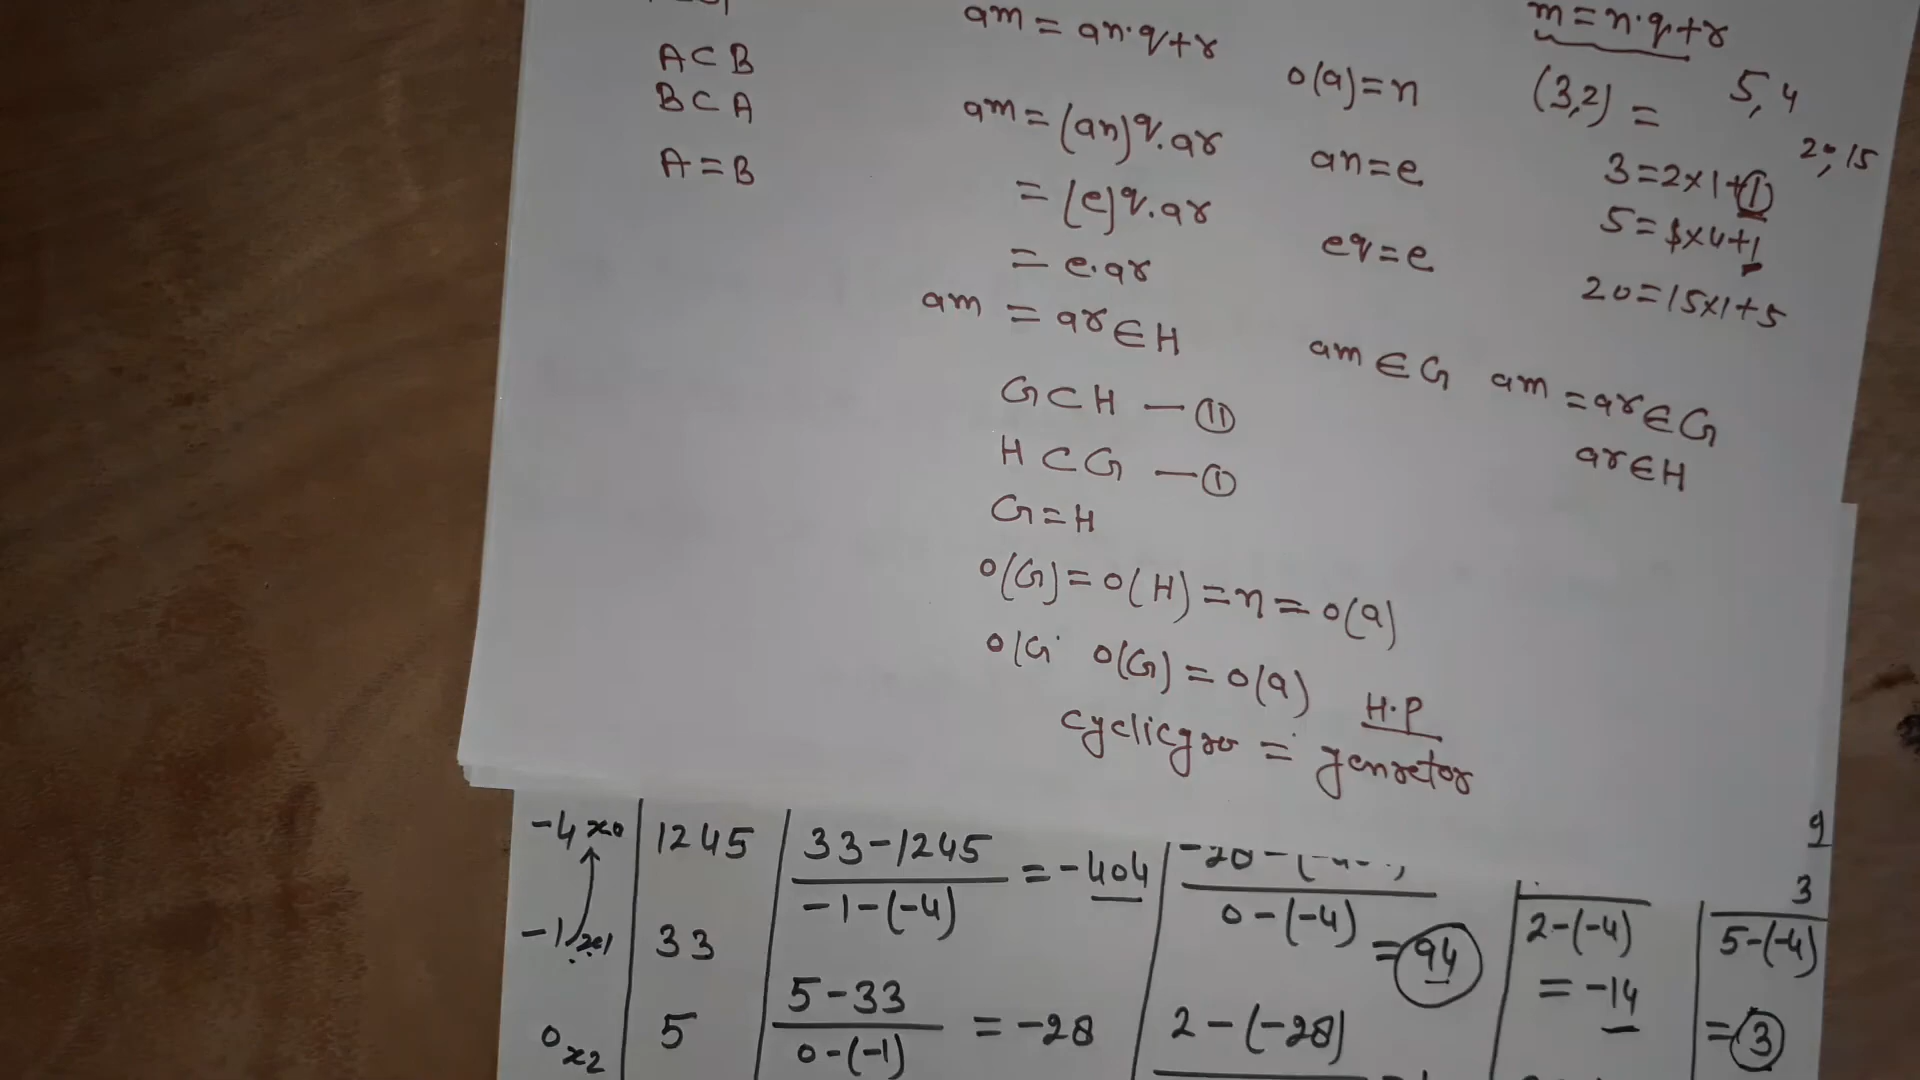 A⊂B
B⊂A
A=B
am = an·q+r
am = (an)q.ar
= (e)q.ar
= e.ar
am = ar∈H
G⊂H — (II)
H⊂G — (I)
G=H
o(G)=o(H)=n=o(a)
o(G o(G)=o(a) H.P
cyclicgro = genretor
o(a)=n
an=e
eq=e
am∈G am=ar∈G
ar∈H
m=n·q+r
(3,2) = 5,4
20,15
3=2×1+1
5=1×4+1
20=15×1+5
-4 x0 | 1245 | 33-1245 / -1-(-4) = -404 | 0-(-4) = 94 | 2-(-4) = -14 | 5-(-4) = 3
-1 x1 | 33
0 x2 | 5 | 5-33 / 0-(-1) = -28 | 2-(-28)